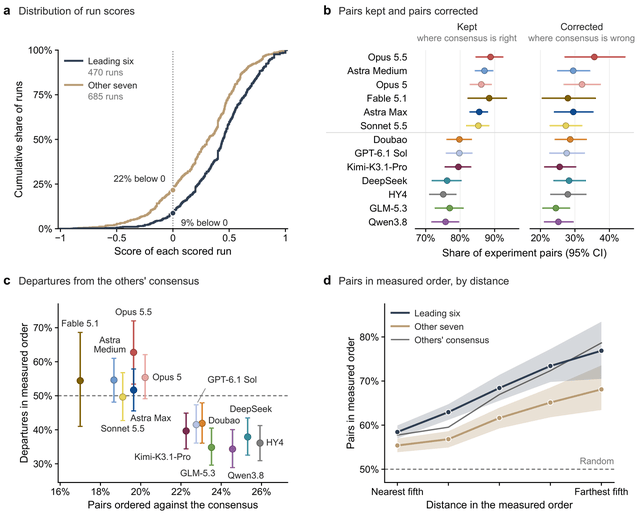 a Distribution of run scores
100%
75%
50%
25%
0%
Cumulative share of runs
Leading six
470 runs
Other seven
685 runs
22% below 0
9% below 0
−1
−0.5
0
0.5
1
Score of each scored run
b Pairs kept and pairs corrected
Kept
where consensus is right
Corrected
where consensus is wrong
Opus 5.5
Astra Medium
Opus 5
Fable 5.1
Astra Max
Sonnet 5.5
Doubao
GPT-6.1 Sol
Kimi-K3.1-Pro
DeepSeek
HY4
GLM-5.3
Qwen3.8
70% 80% 90%
20% 40%
Share of experiment pairs (95% CI)
c Departures from the others' consensus
70%
60%
50%
40%
30%
Departures in measured order
Opus 5.5
Fable 5.1
Astra
Medium
Opus 5
Sonnet 5.5
Astra Max
GPT-6.1 Sol
Doubao
DeepSeek
Kimi-K3.1-Pro
GLM-5.3
Qwen3.8
HY4
16% 18% 20% 22% 24% 26%
Pairs ordered against the consensus
d Pairs in measured order, by distance
Leading six
Other seven
Others' consensus
80%
70%
60%
50%
Pairs in measured order
Random
Nearest fifth
Farthest fifth
Distance in the measured order